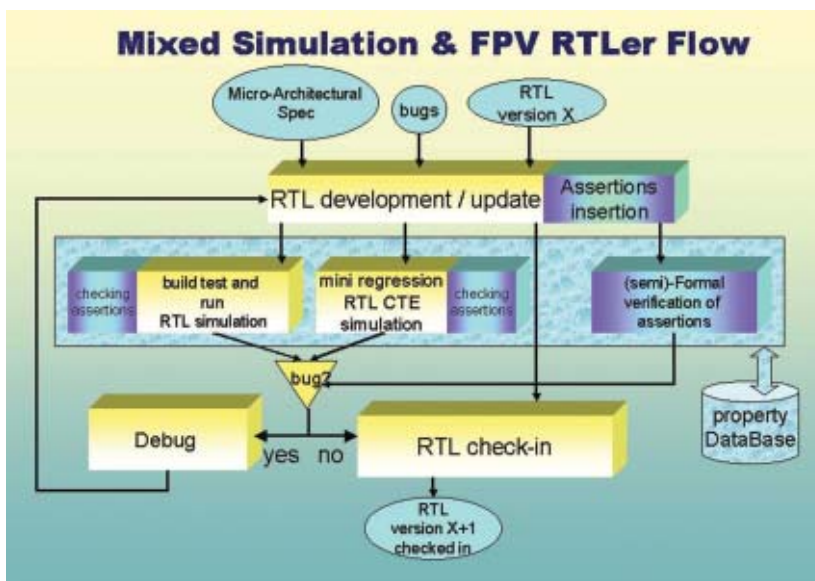 Mixed Simulation & FPV RTLer Flow
Micro-Architectural
Spec
bugs
RTL
version X
RTL development / update
Assertions
insertion
checking
assertions
build test and
run
RTL simulation
mini regression
RTL CTE
simulation
checking
assertions
(semi)-Formal
verification of
assertions
bug?
property
DataBase
Debug
yes no
RTL check-in
RTL
version X+1
checked in